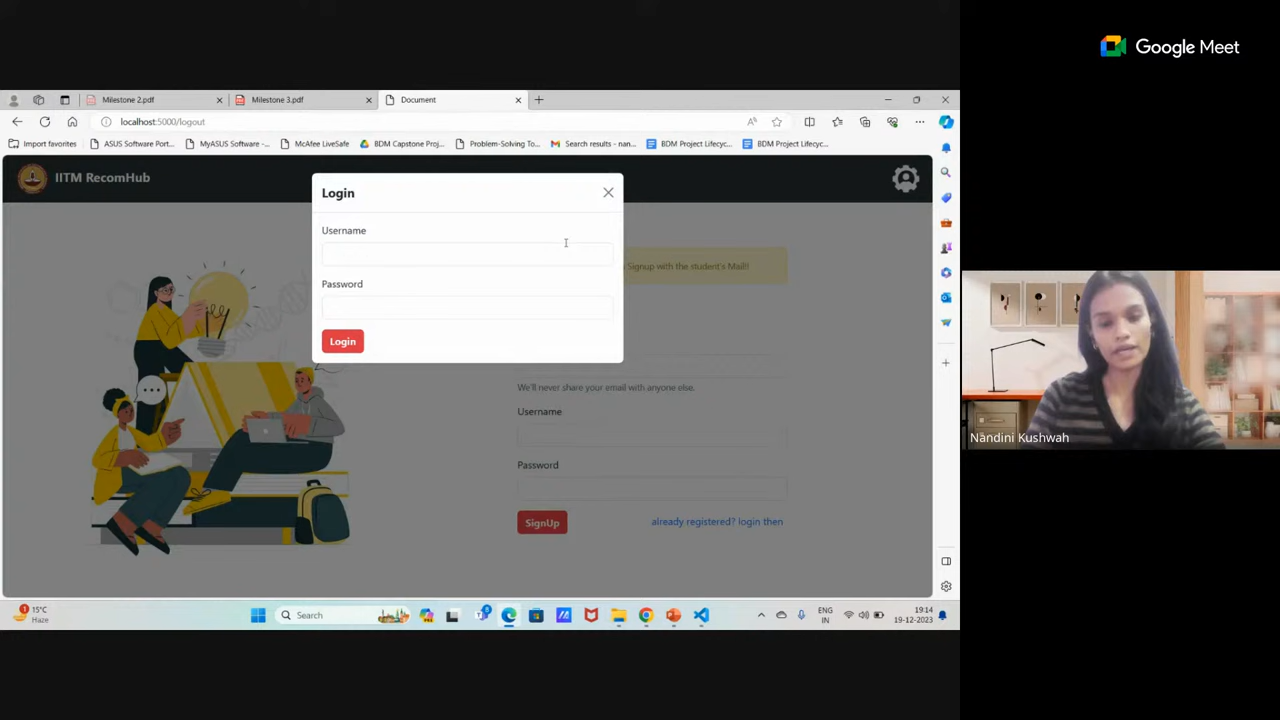 Google Meet
Milestone 2.pdf
Milestone 3.pdf
Document
localhost:5000/logout
Import favorites
ASUS Software Port...
MyASUS Software -...
McAfee LiveSafe
BDM Capstone Proj...
Problem-Solving To...
Search results - nan...
BDM Project Lifecyc...
BDM Project Lifecyc...
IITM RecomHub
Login
Username
Signup with the student's Mail!!
Password
Login
We'll never share your email with anyone else.
Username
Password
SignUp
already registered? login then
Nandini Kushwah
1
15°C
Haze
Search
ENG
IN
19:14
19-12-2023